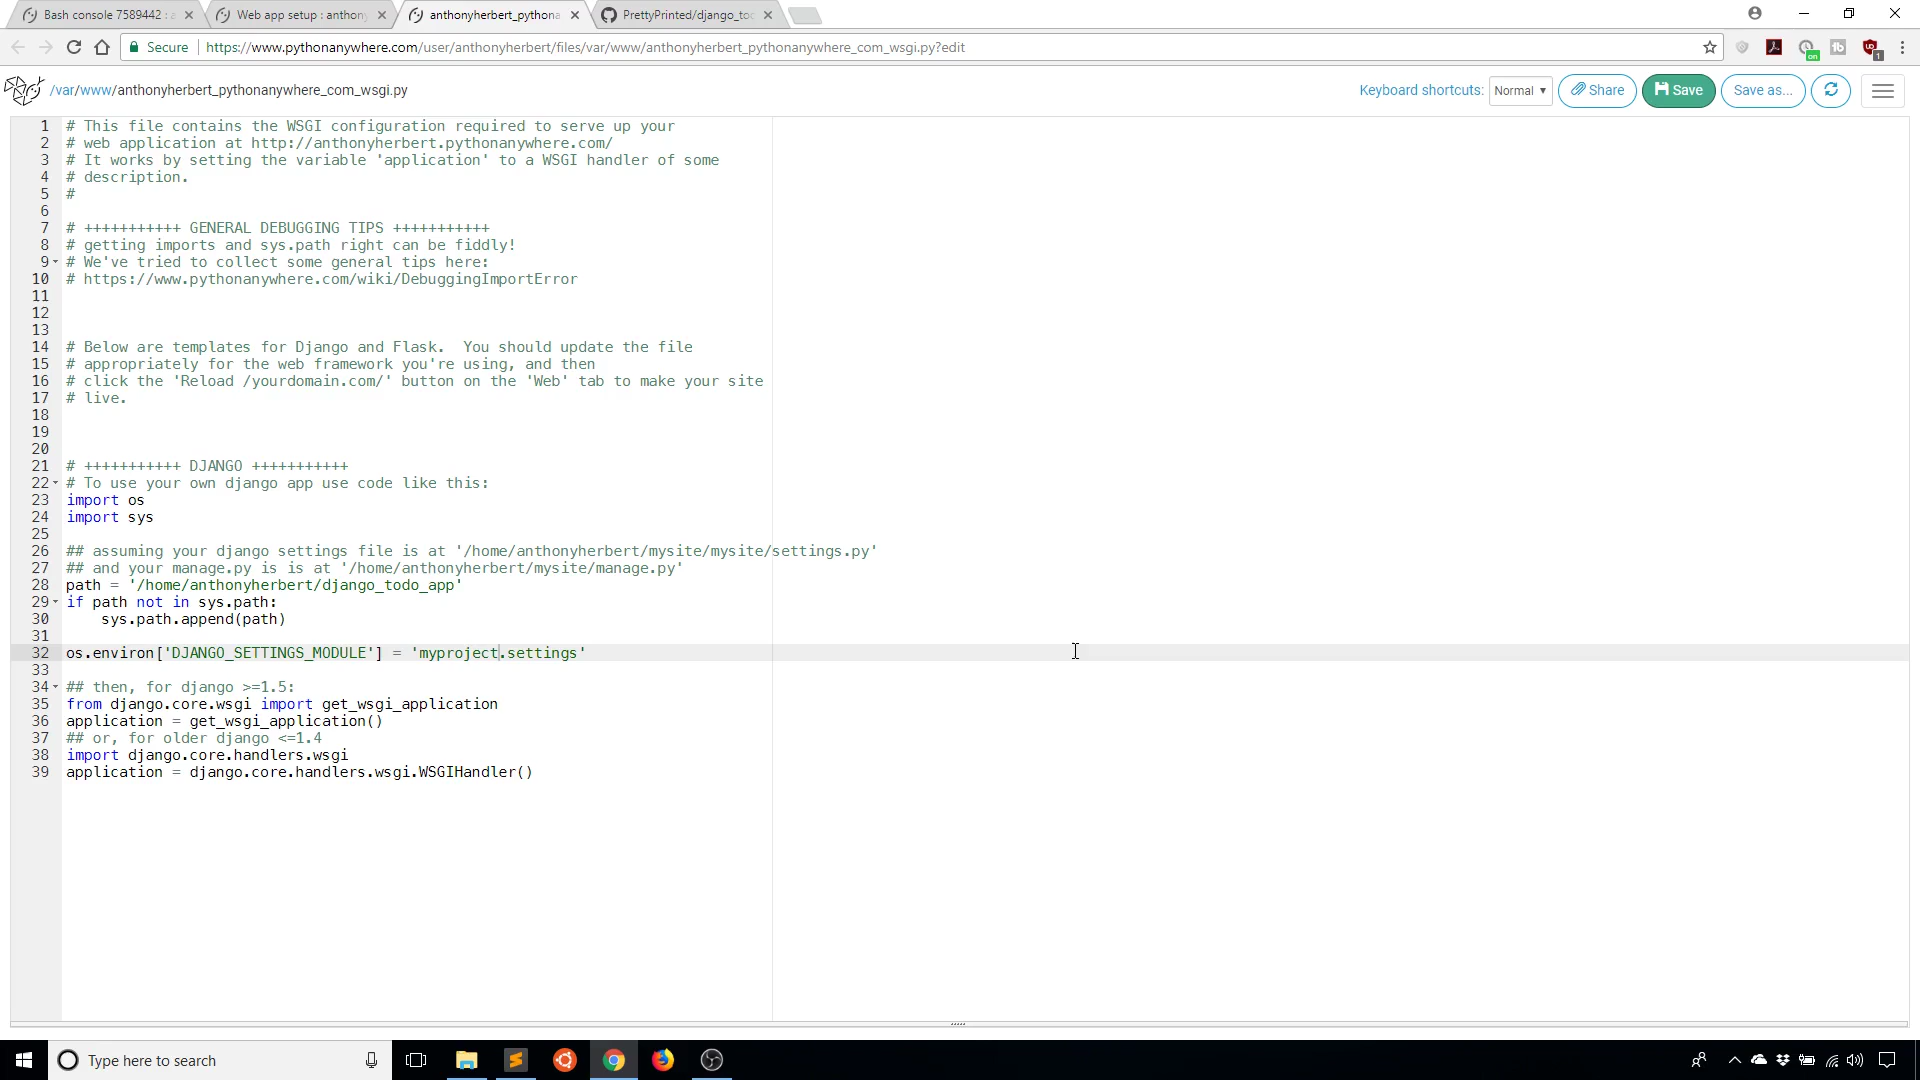 Bash console 7589442 : a
Web app setup : anthony
anthonyherbert_pythona
PrettyPrinted/django_too
Secure
https://www.pythonanywhere.com/user/anthonyherbert/files/var/www/anthonyherbert_pythonanywhere_com_wsgi.py?edit
/var/www/anthonyherbert_pythonanywhere_com_wsgi.py
Keyboard shortcuts:
Normal
Share
Save
Save as...
1 # This file contains the WSGI configuration required to serve up your
2 # web application at http://anthonyherbert.pythonanywhere.com/
3 # It works by setting the variable 'application' to a WSGI handler of some
4 # description.
5 #
6
7 # +++++++++++ GENERAL DEBUGGING TIPS +++++++++++
8 # getting imports and sys.path right can be fiddly!
9 # We've tried to collect some general tips here:
10 # https://www.pythonanywhere.com/wiki/DebuggingImportError
11
12
13
14 # Below are templates for Django and Flask.  You should update the file
15 # appropriately for the web framework you're using, and then
16 # click the 'Reload /yourdomain.com/' button on the 'Web' tab to make your site
17 # live.
18
19
20
21 # +++++++++++ DJANGO +++++++++++
22 # To use your own django app use code like this:
23 import os
24 import sys
25
26 ## assuming your django settings file is at '/home/anthonyherbert/mysite/mysite/settings.py'
27 ## and your manage.py is is at '/home/anthonyherbert/mysite/manage.py'
28 path = '/home/anthonyherbert/django_todo_app'
29 if path not in sys.path:
30     sys.path.append(path)
31
32 os.environ['DJANGO_SETTINGS_MODULE'] = 'myproject.settings'
33
34 ## then, for django >=1.5:
35 from django.core.wsgi import get_wsgi_application
36 application = get_wsgi_application()
37 ## or, for older django <=1.4
38 import django.core.handlers.wsgi
39 application = django.core.handlers.wsgi.WSGIHandler()
Type here to search